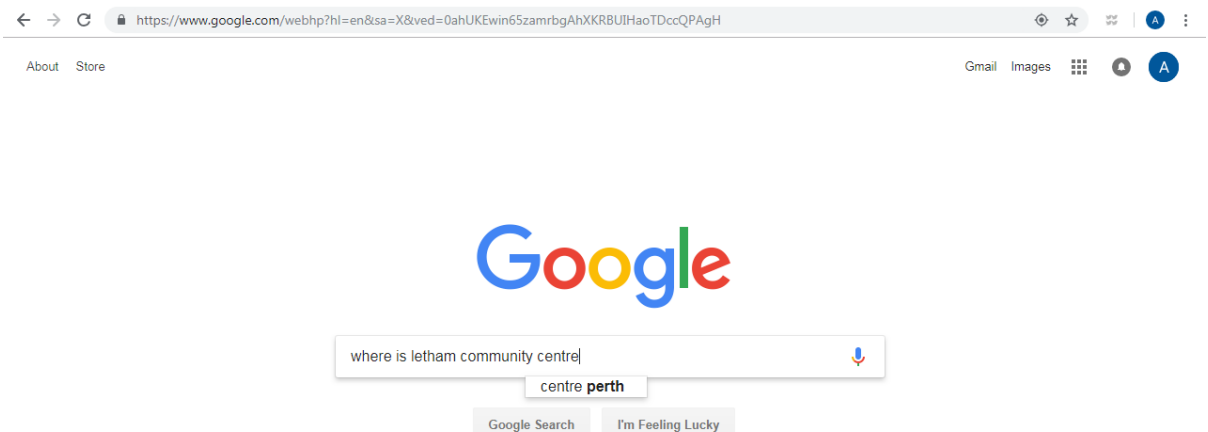 https://www.google.com/webhp?hl=en&sa=X&ved=0ahUKEwin65zamrbgAhXKRBUIHaoTDccQPAgH A
About Store Gmail Images A
Google
where is letham community centre
centre perth
Google Search I'm Feeling Lucky